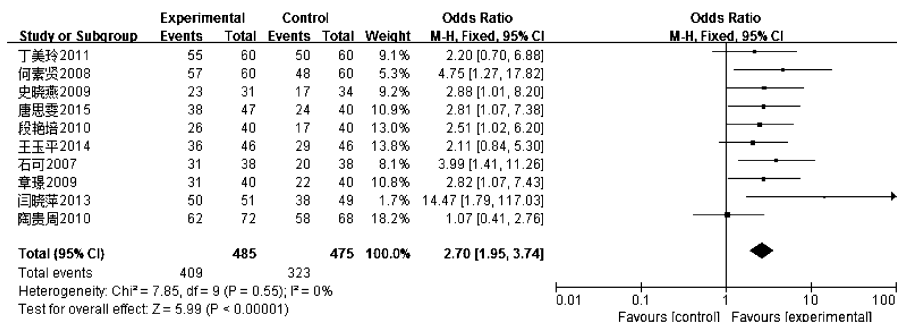 Experimental Control Odds Ratio Odds Ratio
Study or Subgroup Events Total Events Total Weight M-H, Fixed, 95% CI M-H, Fixed, 95% CI
丁美玲2011 55 60 50 60 9.1% 2.20 [0.70, 6.88]
何素贤2008 57 60 48 60 5.3% 4.75 [1.27, 17.82]
史晓燕2009 23 31 17 34 9.2% 2.88 [1.01, 8.20]
唐思雯2015 38 47 24 40 10.9% 2.81 [1.07, 7.38]
段艳培2010 26 40 17 40 13.0% 2.51 [1.02, 6.20]
王玉平2014 36 46 29 46 13.8% 2.11 [0.84, 5.30]
石可2007 31 38 20 38 8.1% 3.99 [1.41, 11.26]
章璟2009 31 40 22 40 10.9% 2.82 [1.07, 7.43]
闫晓萍2013 50 51 38 49 1.7% 14.47 [1.79, 117.03]
陶贵周2010 62 72 58 68 18.2% 1.07 [0.41, 2.76]
Total (95% CI) 485 475 100.0% 2.70 [1.95, 3.74]
Total events 409 323
Heterogeneity: Chi² = 7.85, df = 9 (P = 0.55); I² = 0%
Test for overall effect: Z = 5.99 (P < 0.00001)
0.01 0.1 1 10 100
Favours [control] Favours [experimental]